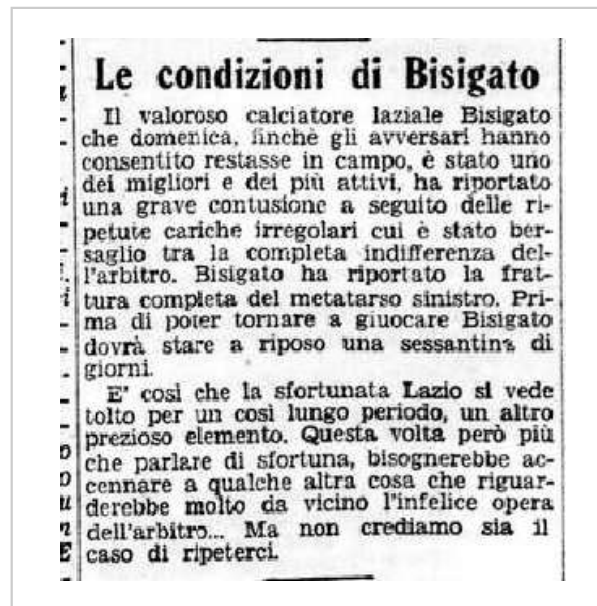 Le condizioni di Bisigato
Il valoroso calciatore laziale Bisigato
che domenica, finchè gli avversari hanno
consentito restasse in campo, è stato uno
dei migliori e dei più attivi, ha riportato
una grave contusione a seguito delle ri-
petute cariche irregolari cui è stato ber-
saglio tra la completa indifferenza del-
l'arbitro. Bisigato ha riportato la frat-
tura completa del metatarso sinistro. Pri-
ma di poter tornare a giuocare Bisigato
dovrà stare a riposo una sessantina di
giorni.
E' così che la sfortunata Lazio si vede
tolto per un così lungo periodo, un altro
prezioso elemento. Questa volta però più
che parlare di sfortuna, bisognerebbe ac-
cennare a qualche altra cosa che riguar-
derebbe molto da vicino l'infelice opera
dell'arbitro... Ma non crediamo sia il
caso di ripeterci.